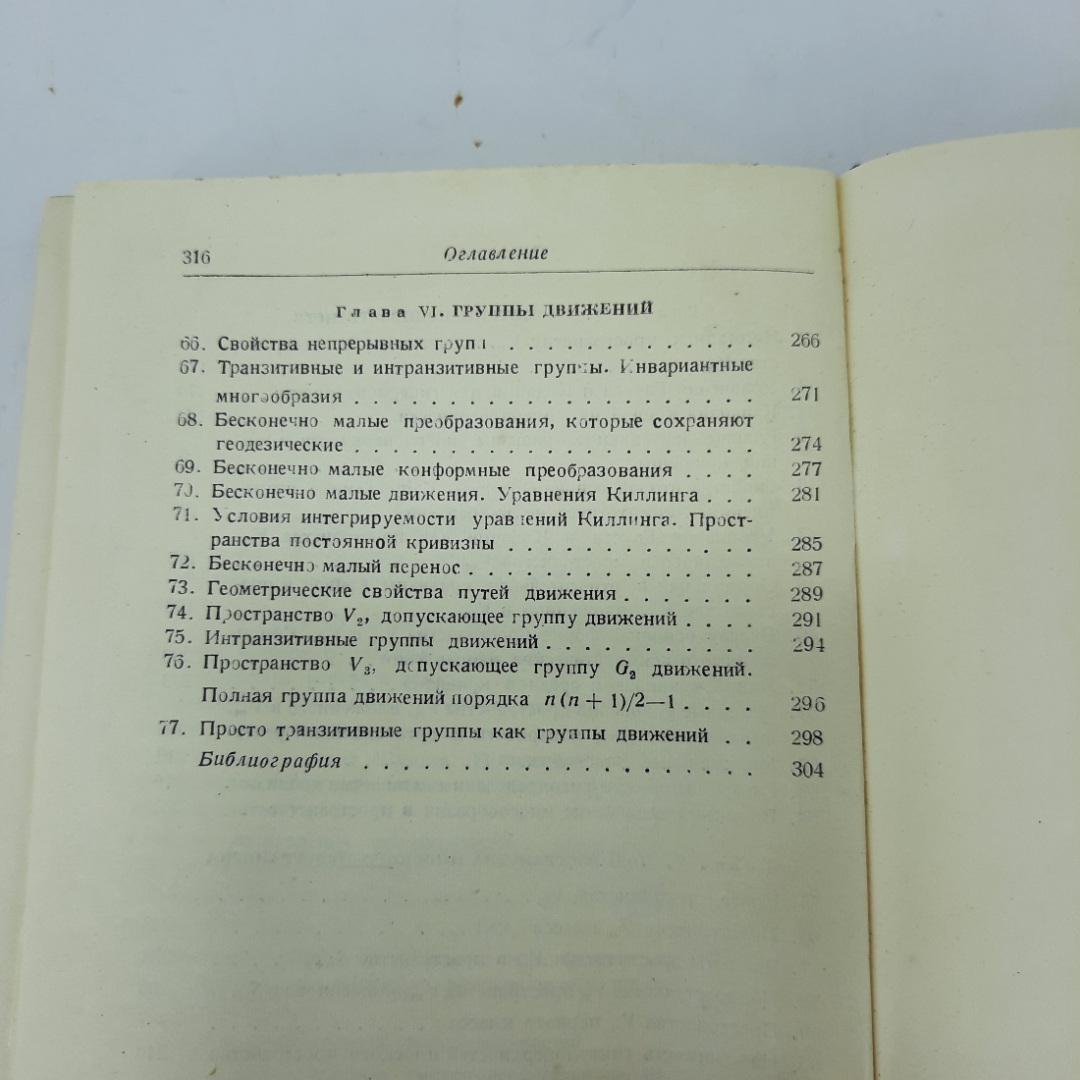 316 Оглавление
Глава VI. ГРУППЫ ДВИЖЕНИЙ
66. Свойства непрерывных групп . . . . . . . . . . . . . 266
67. Транзитивные и интранзитивные группы. Инвариантные
многообразия . . . . . . . . . . . . . . . . . . . . 271
68. Бесконечно малые преобразования, которые сохраняют
геодезические . . . . . . . . . . . . . . . . . . . . 274
69. Бесконечно малые конформные преобразования . . . . 277
70. Бесконечно малые движения. Уравнения Киллинга . . . 281
71. Условия интегрируемости уравнений Киллинга. Прост-
ранства постоянной кривизны . . . . . . . . . . . . . 285
72. Бесконечно малый перенос . . . . . . . . . . . . . . . 287
73. Геометрические свойства путей движения . . . . . . . 289
74. Пространство V₂, допускающее группу движений . . . . 291
75. Интранзитивные группы движений . . . . . . . . . . . 294
76. Пространство V₃, допускающее группу G₂ движений.
Полная группа движений порядка n(n+1)/2—1 . . . . 296
77. Просто транзитивные группы как группы движений . . 298
Библиография . . . . . . . . . . . . . . . . . . . . 304